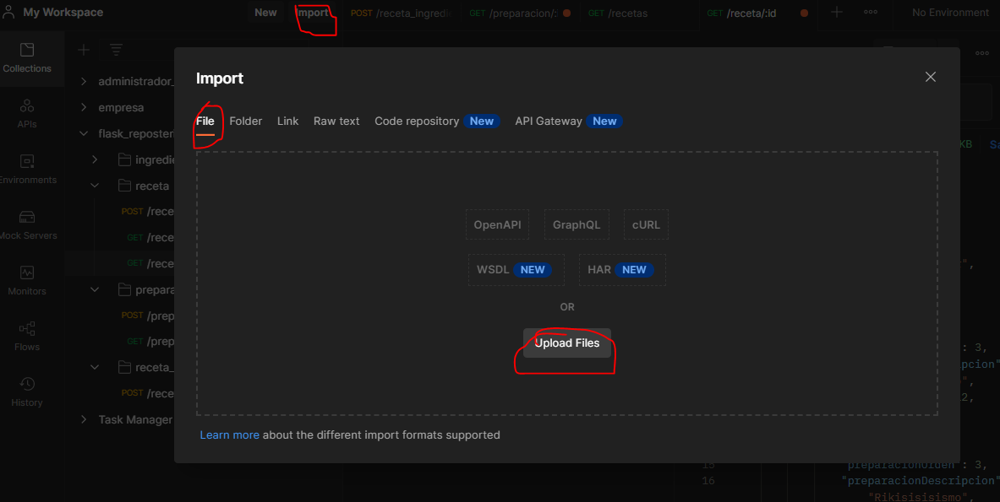 My Workspace New Import POST /receta_ingredi GET /preparacion/: GET /recetas GET /receta/:id No Environment
Collections
APIs
Environments
Mock Servers
Monitors
Flows
History
administrador_
empresa
flask_reposter
ingredie
receta
POST /rece
GET /rece
GET /rece
prepara
POST /prep
GET /prep
receta_
POST /rece
Task Manager
Import
File Folder Link Raw text Code repository New API Gateway New
OpenAPI GraphQL cURL
WSDL NEW HAR NEW
OR
Upload Files
Learn more about the different import formats supported
KB Sa
",
: 3,
pcion"
",
2,
15 "preparacionOrden": 3,
16 "preparacionDescripcion"
"Rikisisisismo",